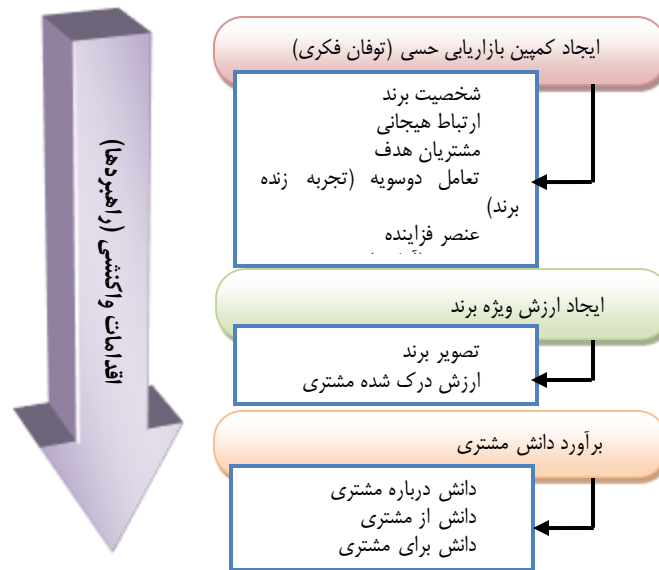 ایجاد کمپین بازاریابی حسی (توفان فکری)
شخصیت برند
ارتباط هیجانی
مشتریان هدف
تعامل دوسویه (تجربه زنده
برند)
عنصر فزاینده
ایجاد ارزش ویژه برند
تصویر برند
ارزش درک شده مشتری
برآورد دانش مشتری
دانش درباره مشتری
دانش از مشتری
دانش برای مشتری
اقدامات واکنشی (راهبردها)